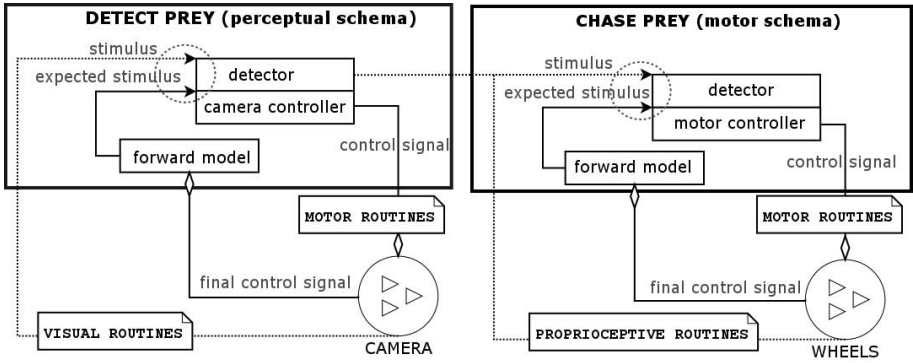 DETECT PREY (perceptual schema)
stimulus
expected stimulus
detector
camera controller
control signal
forward model
MOTOR ROUTINES
final control signal
VISUAL ROUTINES
CAMERA
CHASE PREY (motor schema)
stimulus
expected stimulus
detector
motor controller
control signal
forward model
MOTOR ROUTINES
final control signal
PROPRIOCEPTIVE ROUTINES
WHEELS